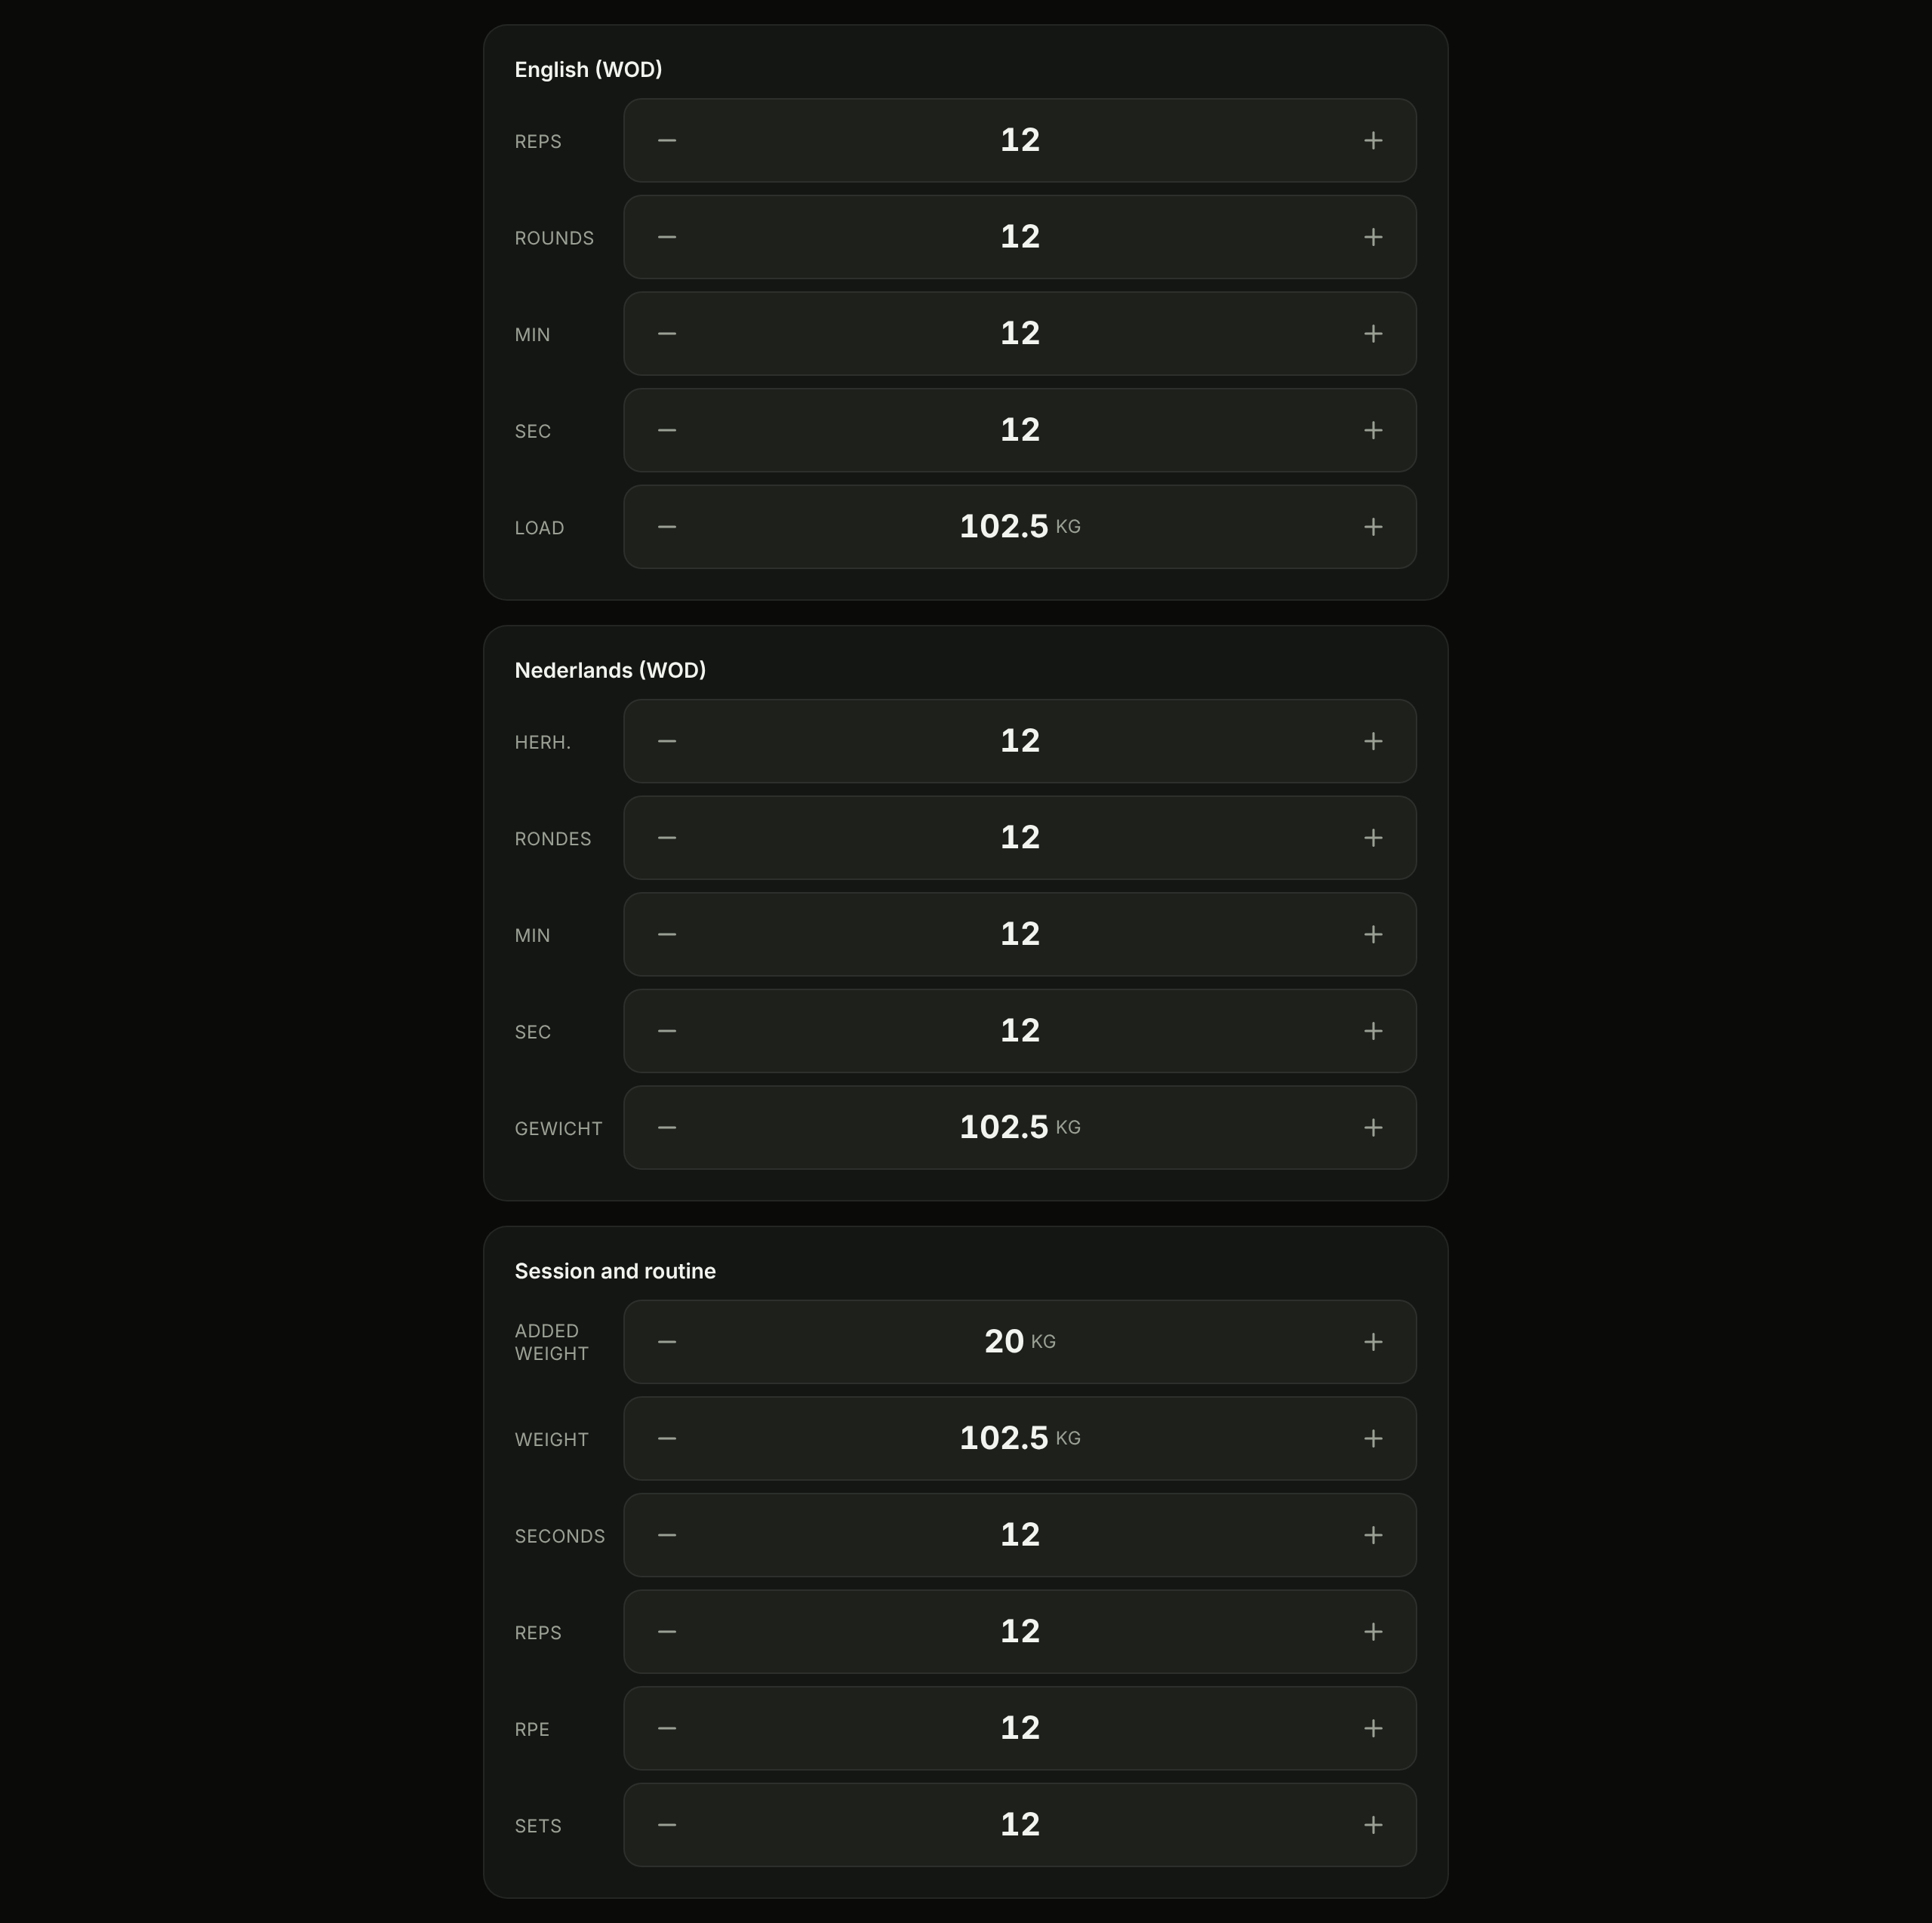 English (WOD)
REPS − 12 +
ROUNDS − 12 +
MIN − 12 +
SEC − 12 +
LOAD − 102.5 KG +
Nederlands (WOD)
HERH. − 12 +
RONDES − 12 +
MIN − 12 +
SEC − 12 +
GEWICHT − 102.5 KG +
Session and routine
ADDED
WEIGHT − 20 KG +
WEIGHT − 102.5 KG +
SECONDS − 12 +
REPS − 12 +
RPE − 12 +
SETS − 12 +